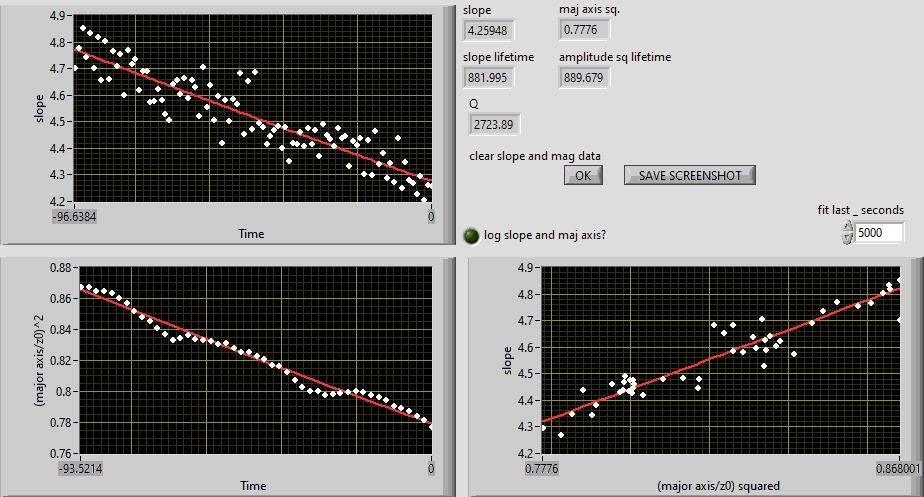 slope
4.25948
maj axis sq.
0.7776
slope lifetime
881.995
amplitude sq lifetime
889.679
Q
2723.89
clear slope and mag data
OK
SAVE SCREENSHOT
fit last _ seconds
5000
log slope and maj axis?
4.9
4.8
4.7
4.6
4.5
4.4
4.3
4.2
slope
-96.6384
0
Time
0.88
0.86
0.84
0.82
0.8
0.78
0.76
(major axis/z0)^2
-93.5214
0
Time
4.9
4.8
4.7
4.6
4.5
4.4
4.3
4.2
slope
0.7776
0.868001
(major axis/z0) squared